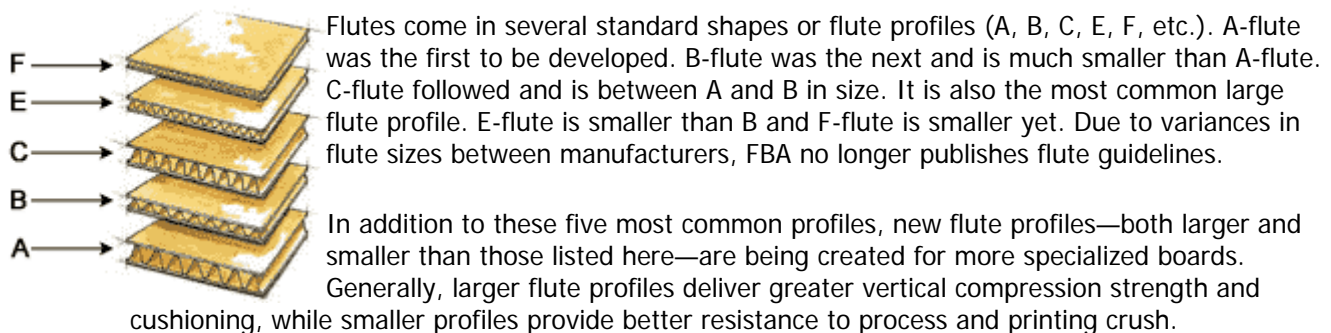 F
E
C
B
A
Flutes come in several standard shapes or flute profiles (A, B, C, E, F, etc.). A-flute
was the first to be developed. B-flute was the next and is much smaller than A-flute.
C-flute followed and is between A and B in size. It is also the most common large
flute profile. E-flute is smaller than B and F-flute is smaller yet. Due to variances in
flute sizes between manufacturers, FBA no longer publishes flute guidelines.
In addition to these five most common profiles, new flute profiles—both larger and
smaller than those listed here—are being created for more specialized boards.
Generally, larger flute profiles deliver greater vertical compression strength and
cushioning, while smaller profiles provide better resistance to process and printing crush.